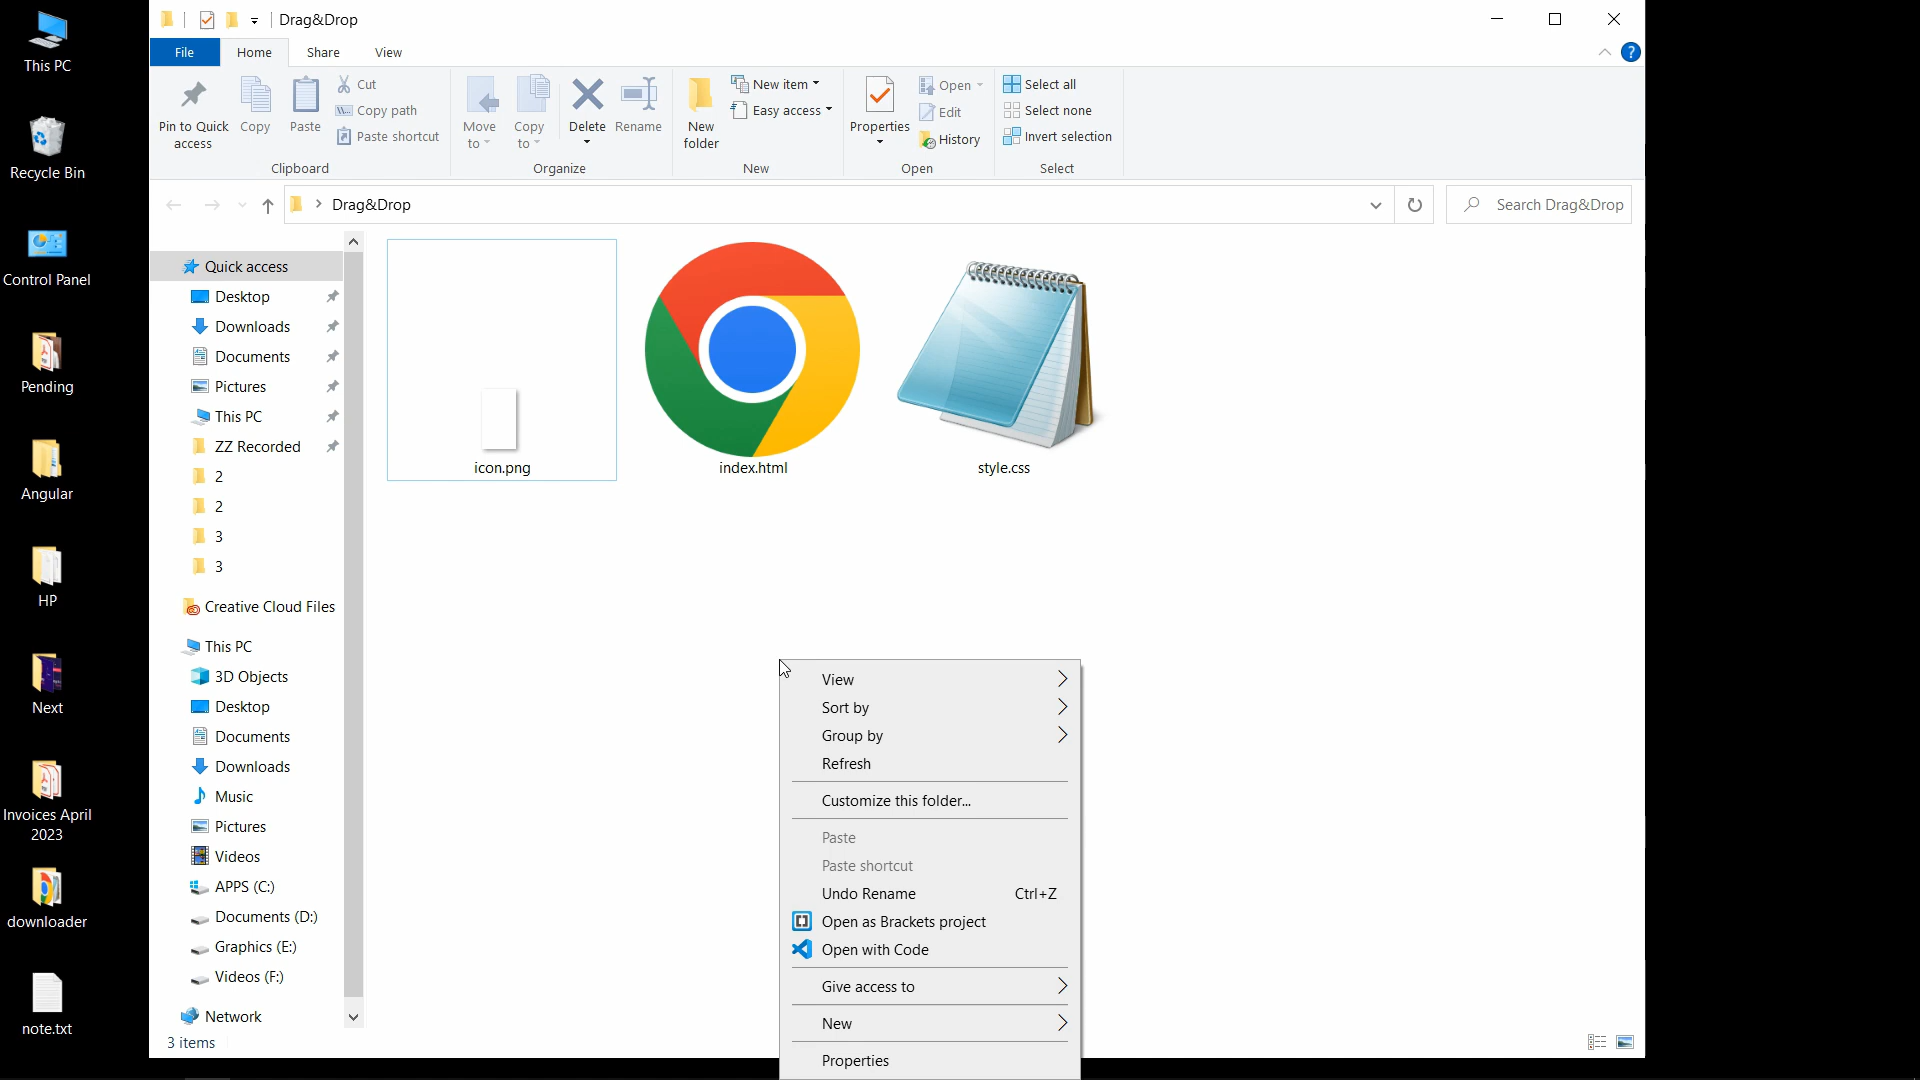 This PC
Recycle Bin
Control Panel
Pending
Angular
HP
Next
Invoices April
2023
downloader
note.txt
Drag&Drop
File Home Share View
Pin to Quick
access
Copy
Paste
Cut
Copy path
Paste shortcut
Clipboard
Move
to
Copy
to
Delete
Rename
Organize
New
folder
New item
Easy access
New
Properties
Open
Edit
History
Open
Select all
Select none
Invert selection
Select
Drag&Drop
Search Drag&Drop
Quick access
Desktop
Downloads
Documents
Pictures
This PC
ZZ Recorded
2
2
3
3
Creative Cloud Files
This PC
3D Objects
Desktop
Documents
Downloads
Music
Pictures
Videos
APPS (C:)
Documents (D:)
Graphics (E:)
Videos (F:)
Network
3 items
icon.png
index.html
style.css
View
Sort by
Group by
Refresh
Customize this folder...
Paste
Paste shortcut
Undo Rename Ctrl+Z
Open as Brackets project
Open with Code
Give access to
New
Properties